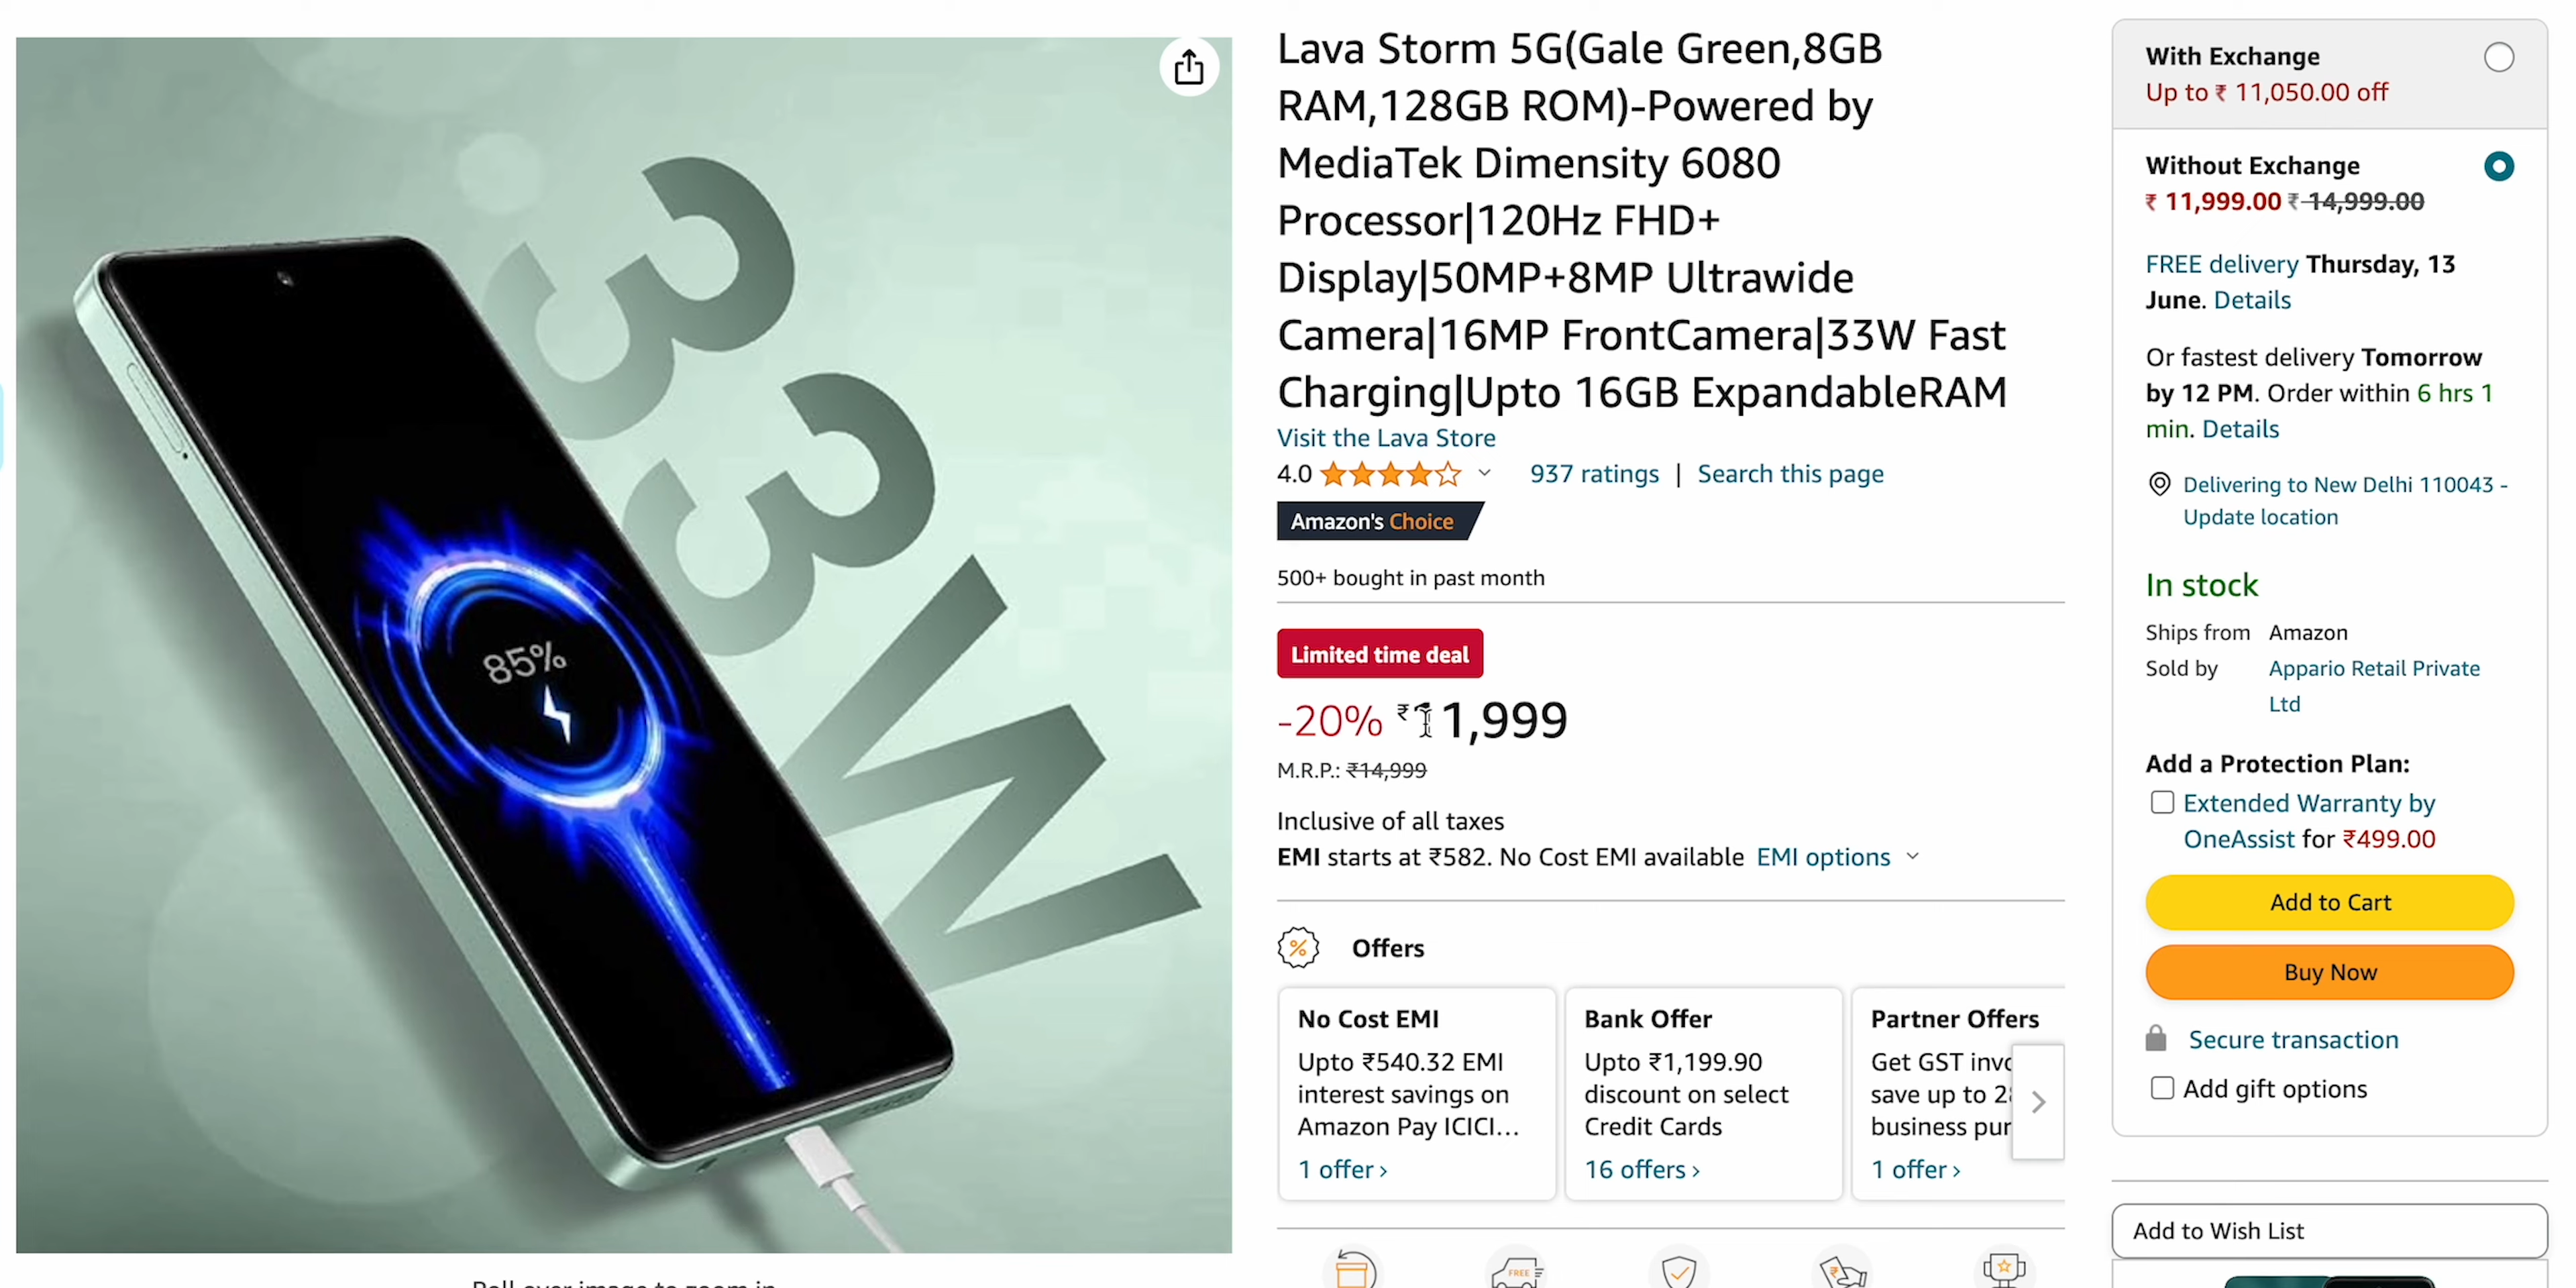 33W
85%
Lava Storm 5G(Gale Green,8GB
RAM,128GB ROM)-Powered by
MediaTek Dimensity 6080
Processor|120Hz FHD+
Display|50MP+8MP Ultrawide
Camera|16MP FrontCamera|33W Fast
Charging|Upto 16GB ExpandableRAM
Visit the Lava Store
4.0 937 ratings | Search this page
Amazon's Choice
500+ bought in past month
Limited time deal
-20% ₹11,999
M.R.P.: ₹14,999
Inclusive of all taxes
EMI starts at ₹582. No Cost EMI available EMI options
Offers
No Cost EMI
Upto ₹540.32 EMI
interest savings on
Amazon Pay ICICI...
1 offer ›
Bank Offer
Upto ₹1,199.90
discount on select
Credit Cards
16 offers ›
Partner Offers
Get GST
save up to
business
1 offer ›
FREE
With Exchange
Up to ₹ 11,050.00 off
Without Exchange
₹ 11,999.00 ₹ 14,999.00
FREE delivery Thursday, 13
June. Details
Or fastest delivery Tomorrow
by 12 PM. Order within 6 hrs 1
min. Details
Delivering to New Delhi 110043 -
Update location
In stock
Ships from Amazon
Sold by Appario Retail Private
Ltd
Add a Protection Plan:
Extended Warranty by
OneAssist for ₹499.00
Add to Cart
Buy Now
Secure transaction
Add gift options
Add to Wish List